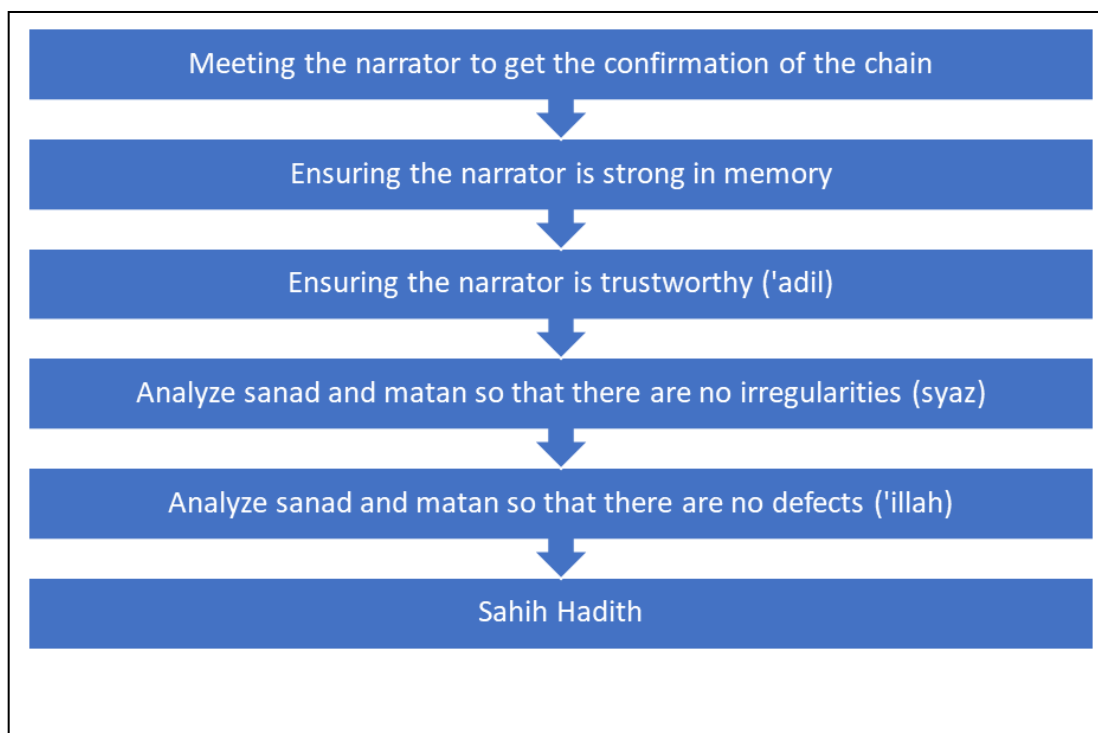 Meeting the narrator to get the confirmation of the chain
Ensuring the narrator is strong in memory
Ensuring the narrator is trustworthy ('adil)
Analyze sanad and matan so that there are no irregularities (syaz)
Analyze sanad and matan so that there are no defects ('illah)
Sahih Hadith